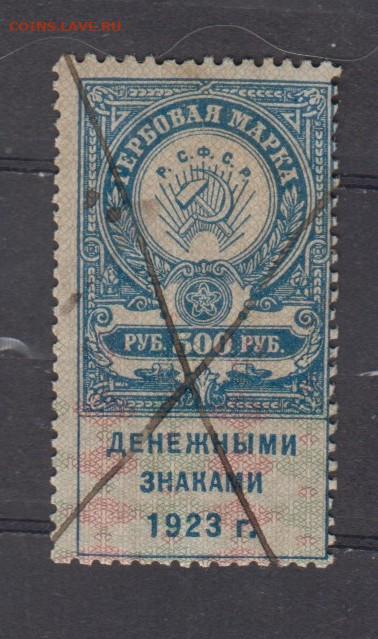 COINS.LAVE.RU
ГЕРБОВАЯ МАРКА
Р. С. Ф. С. Р.
РУБ. 500 РУБ.
ДЕНЕЖНЫМИ
ЗНАКАМИ
1923 г.